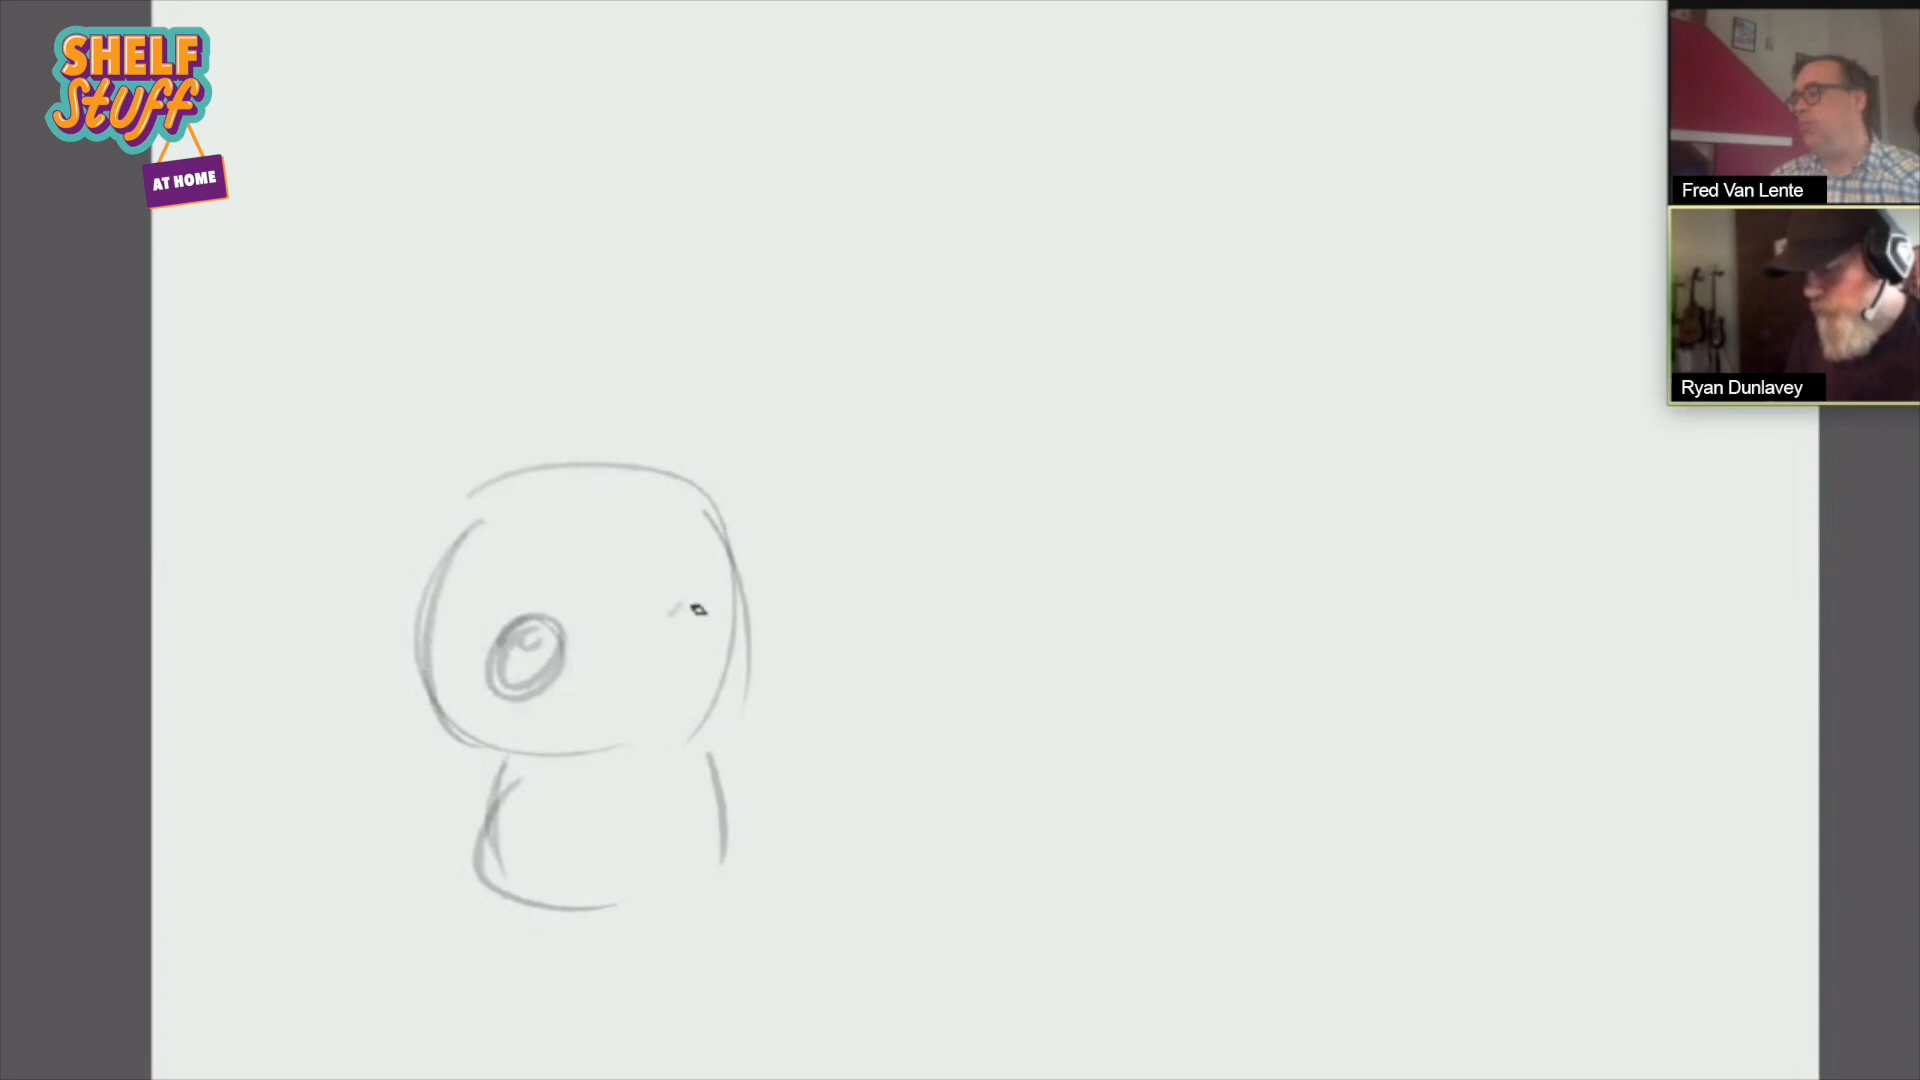 SHELF
Stuff
AT HOME
Fred Van Lente
Ryan Dunlavey